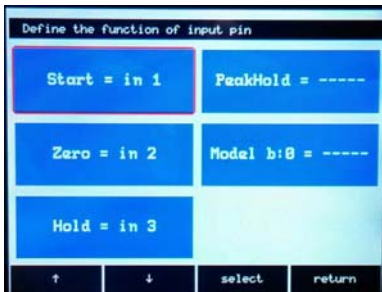 Define the function of input pin
Start = in 1
PeakHold = -----
Zero = in 2
Model b:0 = -----
Hold = in 3
↑ ↓ select return